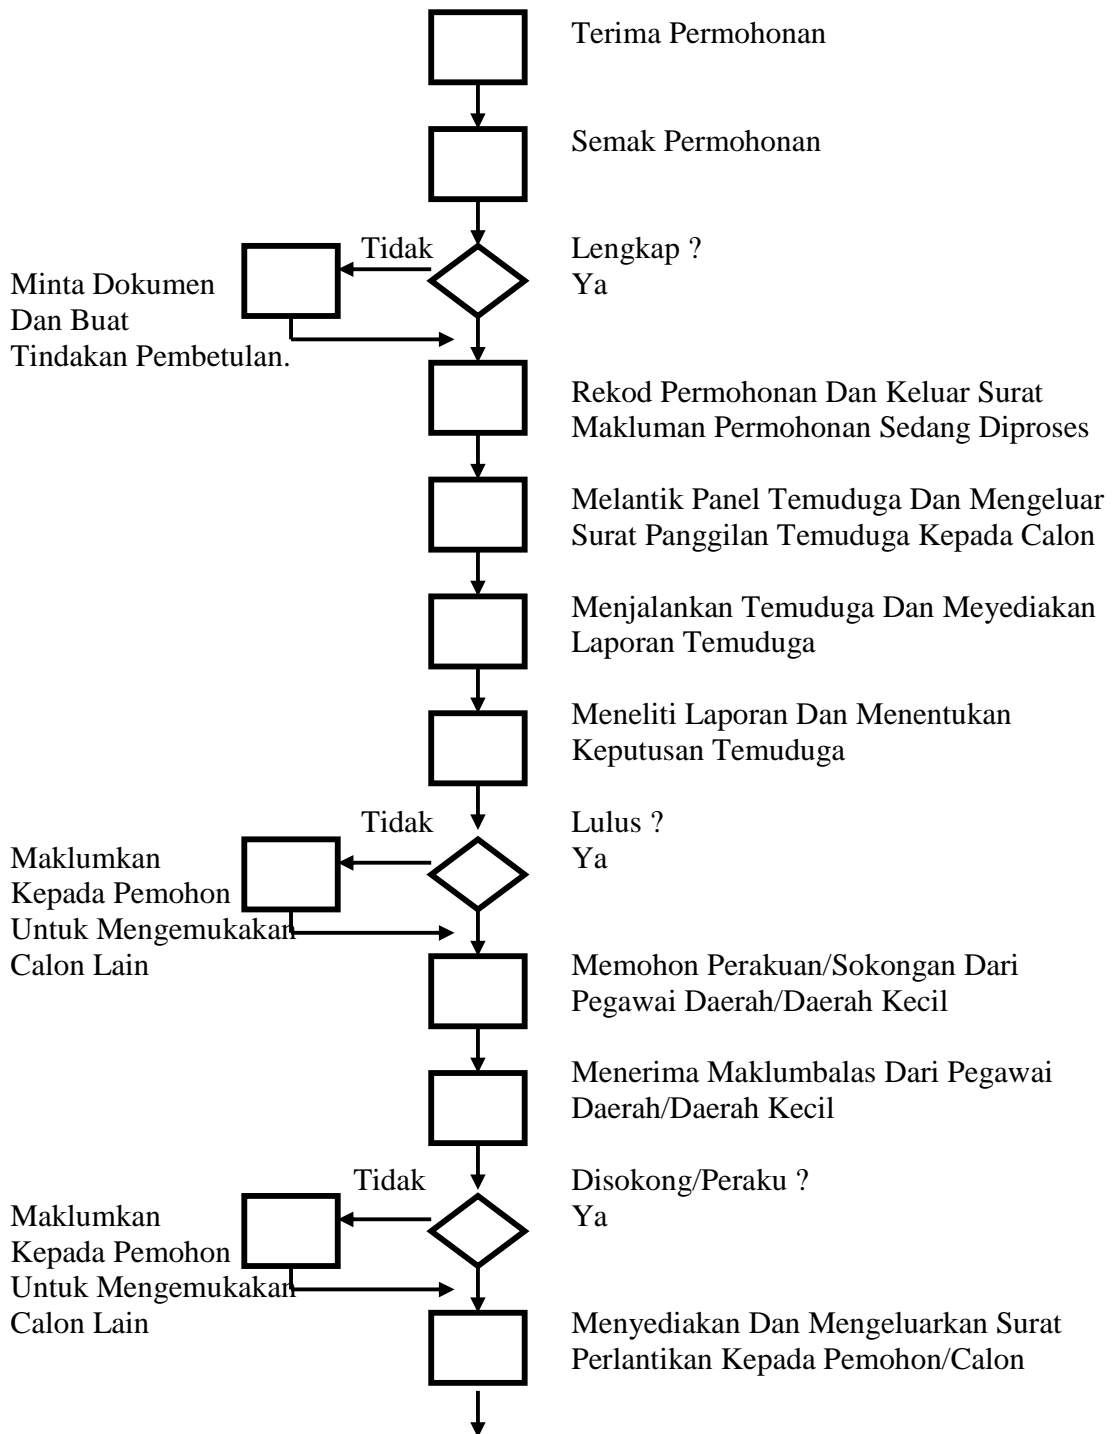 Terima Permohonan
Semak Permohonan
Tidak
Lengkap ?
Ya
Minta Dokumen
Dan Buat
Tindakan Pembetulan.
Rekod Permohonan Dan Keluar Surat
Makluman Permohonan Sedang Diproses
Melantik Panel Temuduga Dan Mengeluar
Surat Panggilan Temuduga Kepada Calon
Menjalankan Temuduga Dan Meyediakan
Laporan Temuduga
Meneliti Laporan Dan Menentukan
Keputusan Temuduga
Tidak
Lulus ?
Ya
Maklumkan
Kepada Pemohon
Untuk Mengemukakan
Calon Lain
Memohon Perakuan/Sokongan Dari
Pegawai Daerah/Daerah Kecil
Menerima Maklumbalas Dari Pegawai
Daerah/Daerah Kecil
Tidak
Disokong/Peraku ?
Ya
Maklumkan
Kepada Pemohon
Untuk Mengemukakan
Calon Lain
Menyediakan Dan Mengeluarkan Surat
Perlantikan Kepada Pemohon/Calon